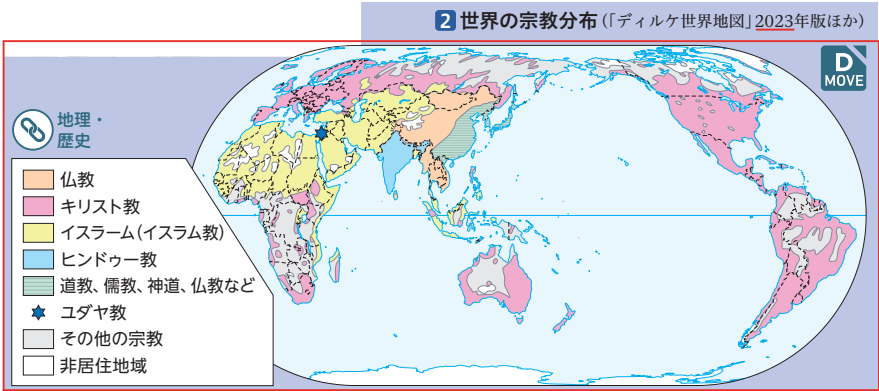 2 世界の宗教分布(「ディルケ世界地図」2023年版ほか)
D
MOVE
地理・
歴史
仏教
キリスト教
イスラーム(イスラム教)
ヒンドゥー教
道教、儒教、神道、仏教など
ユダヤ教
その他の宗教
非居住地域